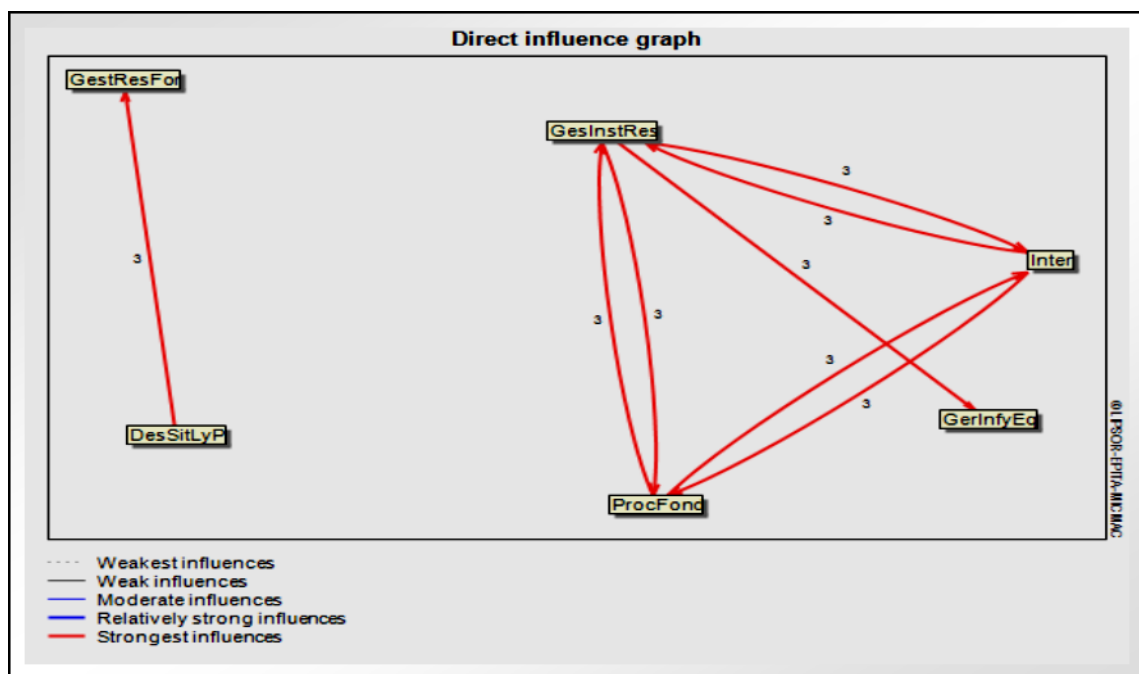 Direct influence graph
GestResFor
GesInstRes
3
3
Inter
3
3
3
3
3
3
GerInfyEq
DesSitLyP
ProcFond
©LIPSOR-EPITA-MICMAC
Weakest influences
Weak influences
Moderate influences
Relatively strong influences
Strongest influences